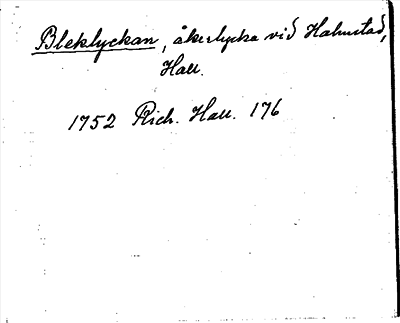 Bleklyckan, åkerlycka vid Halmstad,
Hall.
1752 Rich. Hall. 176